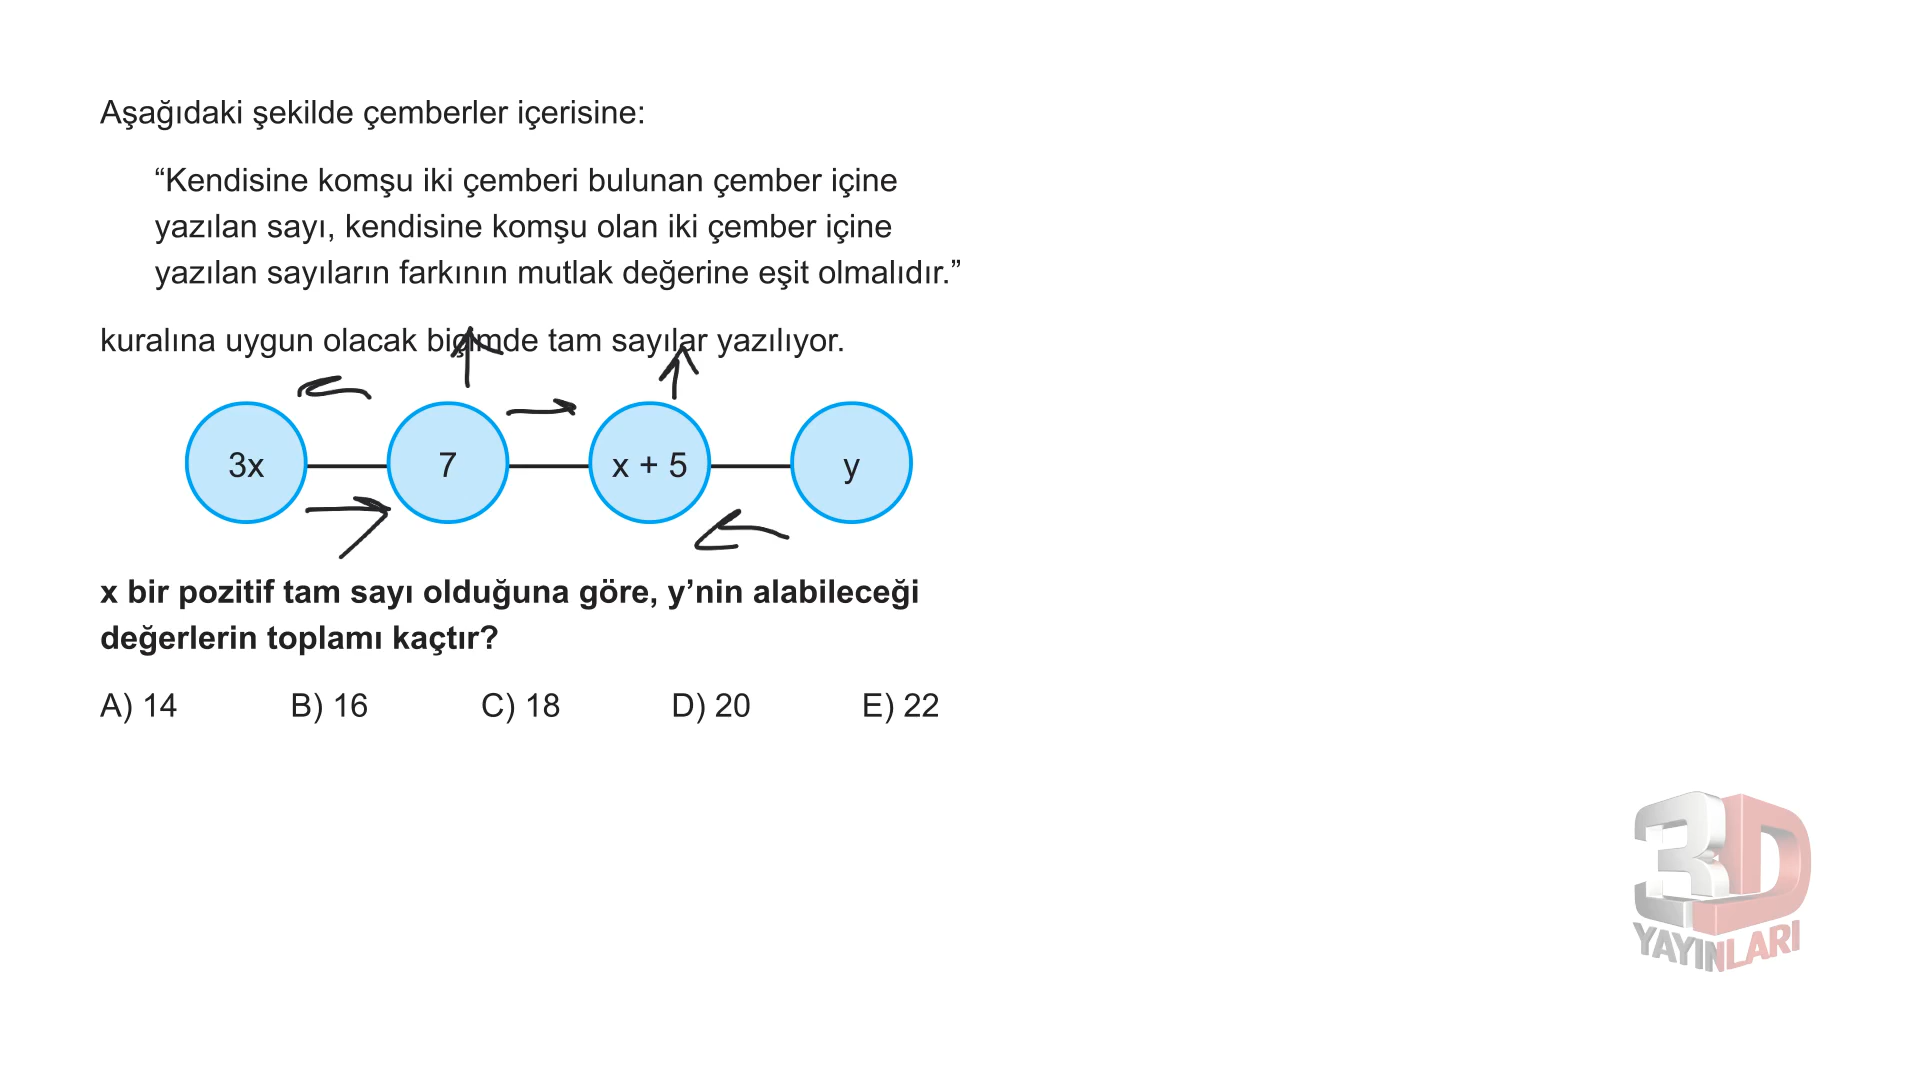 Aşağıdaki şekilde çemberler içerisine:
“Kendisine komşu iki çemberi bulunan çember içine
yazılan sayı, kendisine komşu olan iki çember içine
yazılan sayıların farkının mutlak değerine eşit olmalıdır.”
kuralına uygun olacak biçimde tam sayılar yazılıyor.
3x 7 x + 5 y
x bir pozitif tam sayı olduğuna göre, y’nin alabileceği
değerlerin toplamı kaçtır?
A) 14 B) 16 C) 18 D) 20 E) 22
3D
YAYINLARI